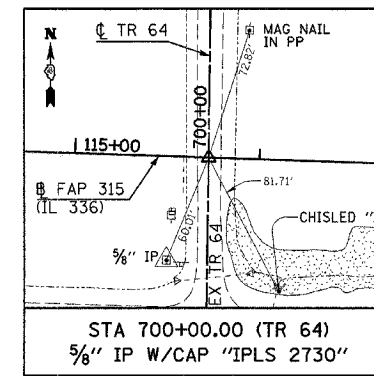 N
℄ TR 64
MAG NAIL
IN PP
72.82'
700+00
115+00
81.71'
B FAP 315
(IL 336)
60.01'
CHISLED "
5/8" IP
EX TR 64
STA 700+00.00 (TR 64)
5/8" IP W/CAP "IPLS 2730"